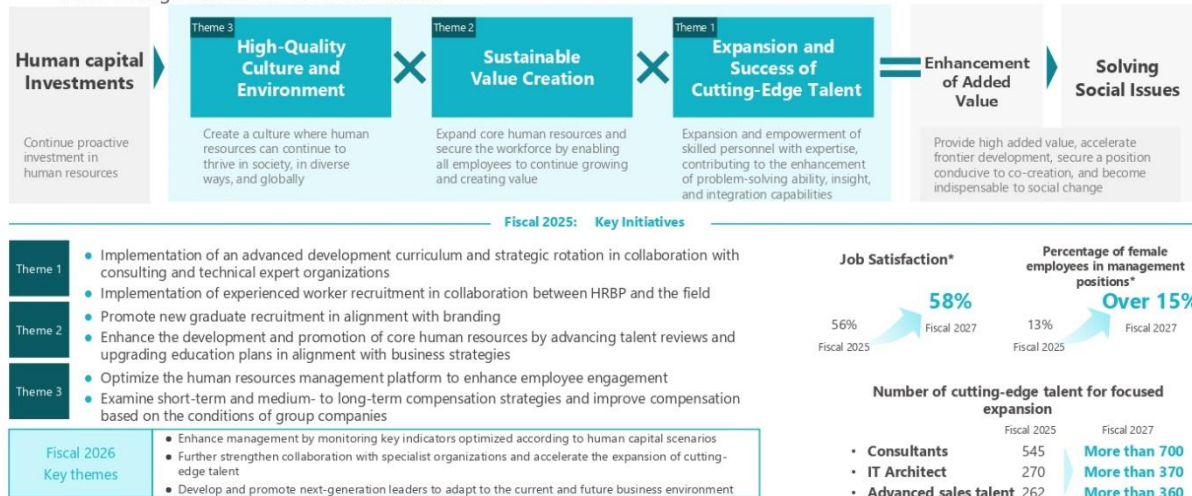 Human capital
Investments
Continue proactive
investment in
human resources
Theme 3
High-Quality
Culture and
Environment
Create a culture where human
resources can continue to
thrive in society, in diverse
ways, and globally
Theme 2
Sustainable
Value Creation
Expand core human resources and
secure the workforce by enabling
all employees to continue growing
and creating value
Theme 1
Expansion and
Success of
Cutting-Edge Talent
Expansion and empowerment of
skilled personnel with expertise,
contributing to the enhancement
of problem-solving ability, insight,
and integration capabilities
Enhancement
of Added
Value
Solving
Social Issues
Provide high added value, accelerate
frontier development, secure a position
conducive to co-creation, and become
indispensable to social change
Fiscal 2025: Key Initiatives
Theme 1
● Implementation of an advanced development curriculum and strategic rotation in collaboration with
consulting and technical expert organizations
● Implementation of experienced worker recruitment in collaboration between HRBP and the field
Theme 2
● Promote new graduate recruitment in alignment with branding
● Enhance the development and promotion of core human resources by advancing talent reviews and
upgrading education plans in alignment with business strategies
Theme 3
● Optimize the human resources management platform to enhance employee engagement
● Examine short-term and medium- to long-term compensation strategies and improve compensation
based on the conditions of group companies
Fiscal 2026
Key themes
● Enhance management by monitoring key indicators optimized according to human capital scenarios
● Further strengthen collaboration with specialist organizations and accelerate the expansion of cutting-
edge talent
● Develop and promote next-generation leaders to adapt to the current and future business environment
Job Satisfaction*
56%
Fiscal 2025
58%
Fiscal 2027
Percentage of female
employees in management
positions*
13%
Fiscal 2025
Over 15%
Fiscal 2027
Number of cutting-edge talent for focused
expansion
Fiscal 2025 Fiscal 2027
• Consultants 545 More than 700
• IT Architect 270 More than 370
• Advanced sales talent 262 More than 360